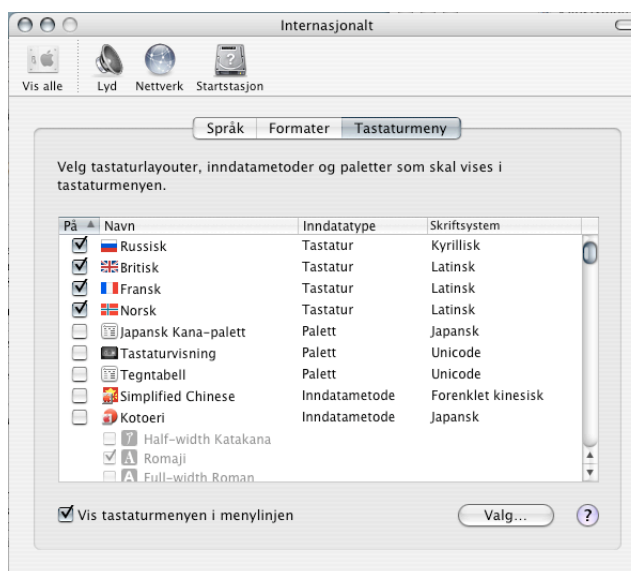 Internasjonalt
Vis alle Lyd Nettverk Startstasjon
Språk Formater Tastaturmeny
Velg tastaturlayouter, inndatametoder og paletter som skal vises i
tastaturmenyen.
På Navn Inndatatype Skriftsystem
Russisk Tastatur Kyrillisk
Britisk Tastatur Latinsk
Fransk Tastatur Latinsk
Norsk Tastatur Latinsk
Japansk Kana-palett Palett Japansk
Tastaturvisning Palett Unicode
Tegntabell Palett Unicode
Simplified Chinese Inndatametode Forenklet kinesisk
Kotoeri Inndatametode Japansk
Half-width Katakana
A Romaji
A Full-width Roman
Vis tastaturmenyen i menylinjen Valg... ?